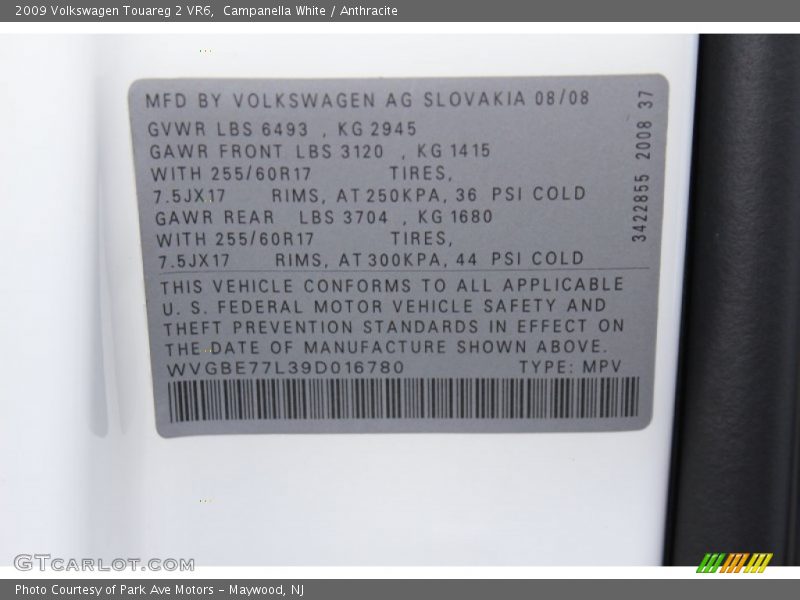 2009 Volkswagen Touareg 2 VR6,  Campanella White / Anthracite
MFD BY VOLKSWAGEN AG SLOVAKIA 08/08
GVWR LBS 6493 , KG 2945
GAWR FRONT LBS 3120 , KG 1415
WITH 255/60R17 TIRES,
7.5JX17 RIMS, AT 250KPA, 36 PSI COLD
GAWR REAR LBS 3704 , KG 1680
WITH 255/60R17 TIRES,
7.5JX17 RIMS, AT 300KPA, 44 PSI COLD
3422855 2008 37
THIS VEHICLE CONFORMS TO ALL APPLICABLE
U. S. FEDERAL MOTOR VEHICLE SAFETY AND
THEFT PREVENTION STANDARDS IN EFFECT ON
THE DATE OF MANUFACTURE SHOWN ABOVE.
WVGBE77L39D016780 TYPE: MPV
GTCARLOT.COM
Photo Courtesy of Park Ave Motors - Maywood, NJ